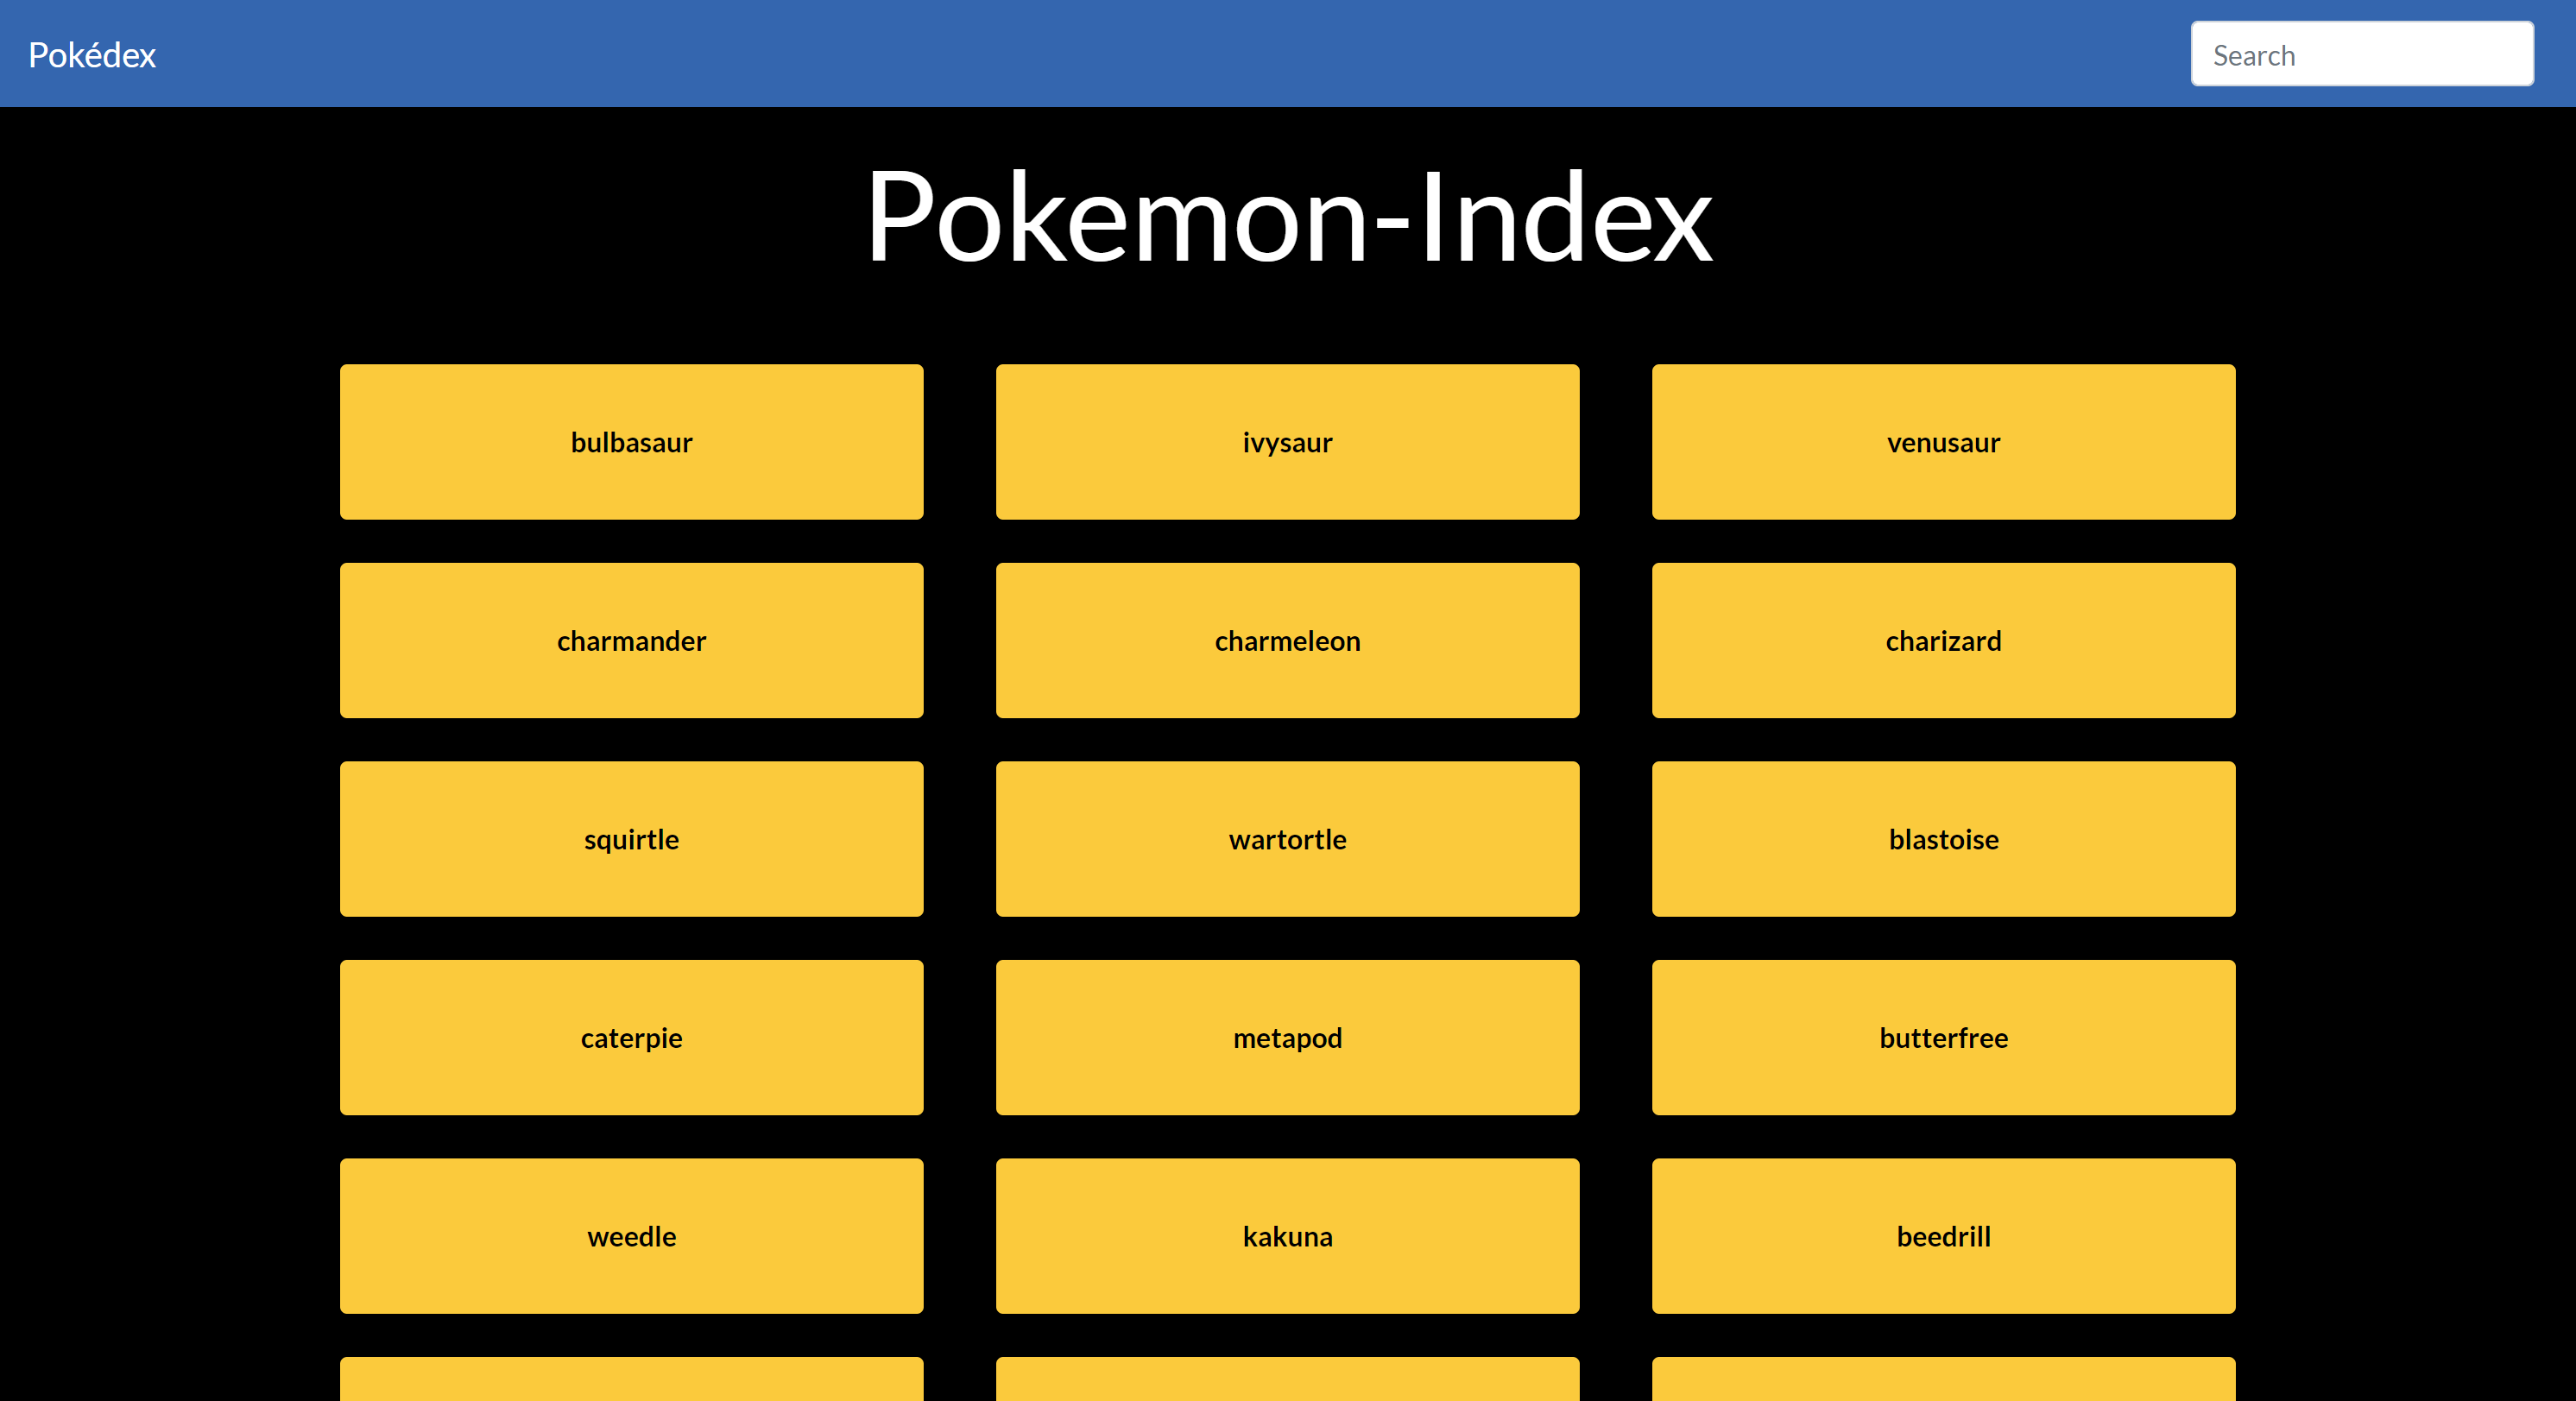 Pokédex
Search
Pokemon-Index
bulbasaur
ivysaur
venusaur
charmander
charmeleon
charizard
squirtle
wartortle
blastoise
caterpie
metapod
butterfree
weedle
kakuna
beedrill